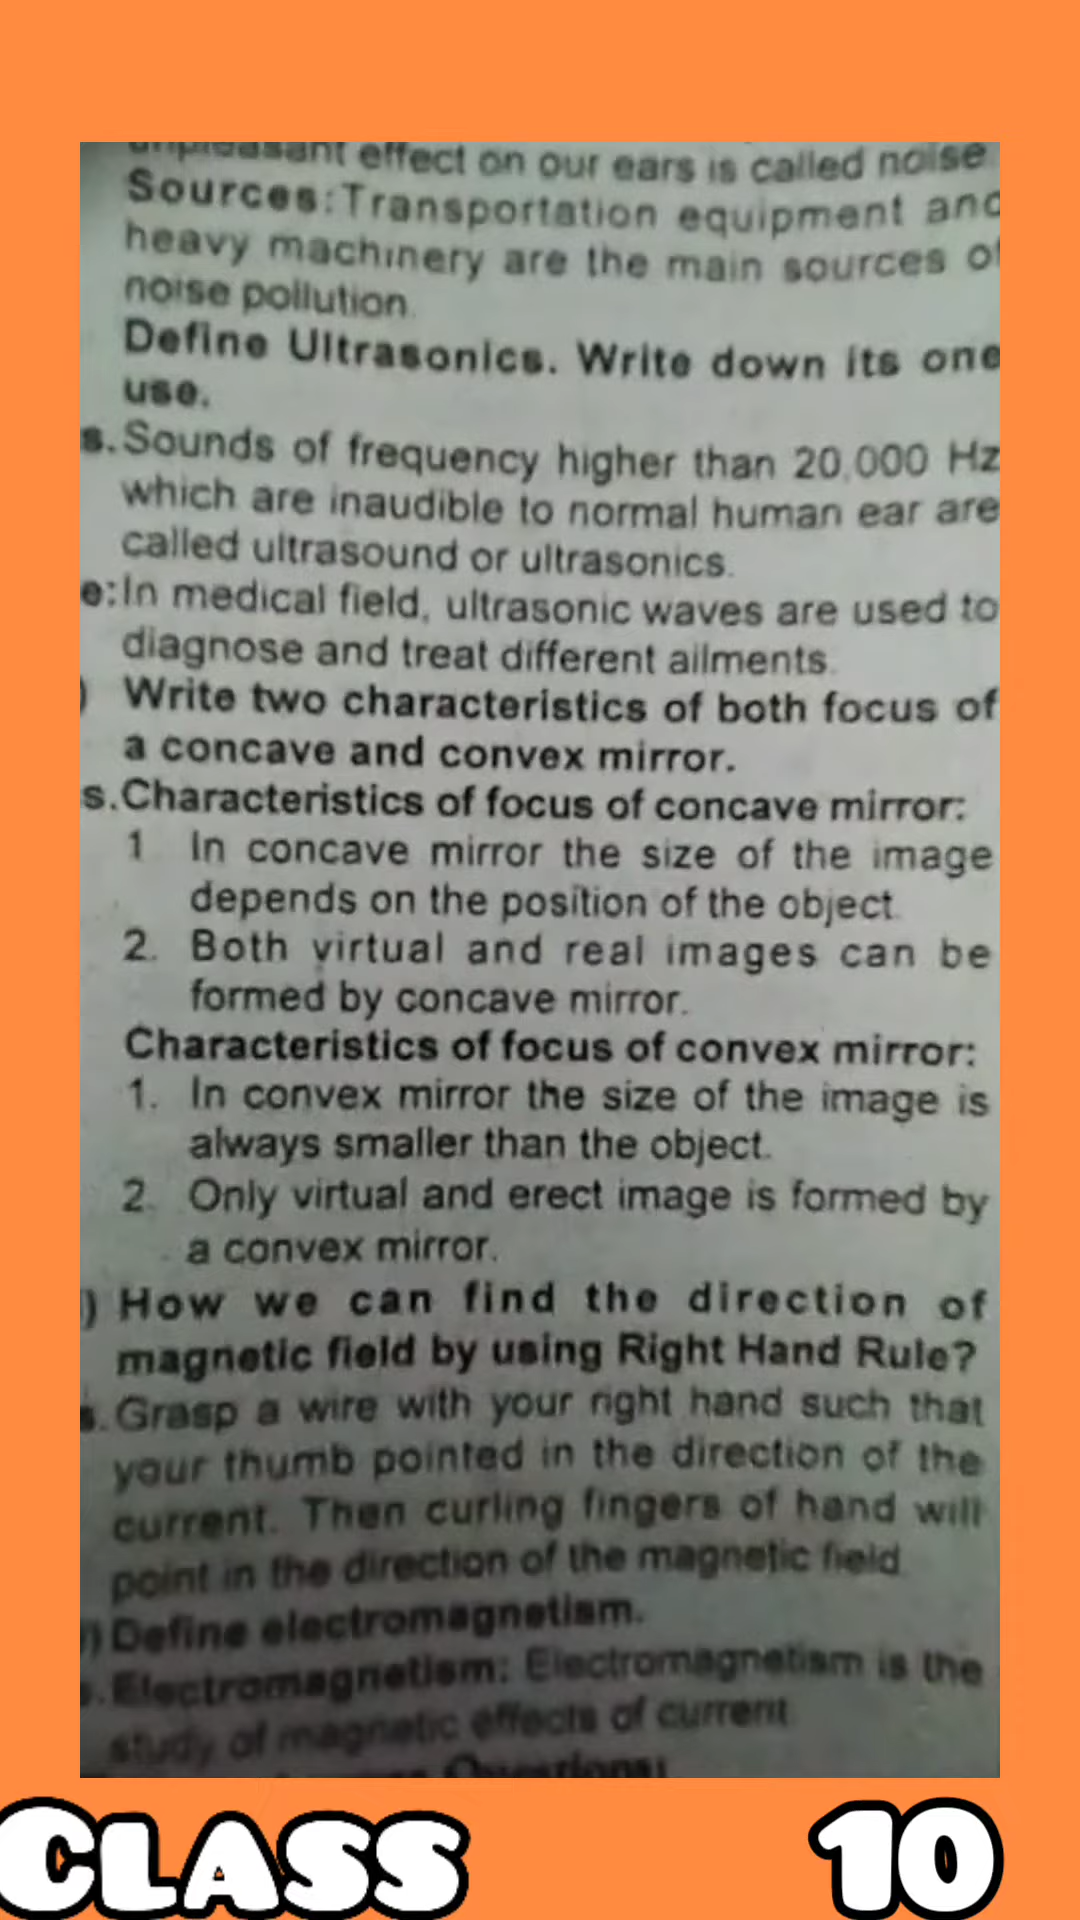 unpleasant effect on our ears is called noise.
Sources: Transportation equipment and
heavy machinery are the main sources of
noise pollution.
Define Ultrasonics. Write down its one
use.
s. Sounds of frequency higher than 20,000 Hz
which are inaudible to normal human ear are
called ultrasound or ultrasonics.
e: In medical field, ultrasonic waves are used to
diagnose and treat different ailments.
) Write two characteristics of both focus of
a concave and convex mirror.
s. Characteristics of focus of concave mirror:
1 In concave mirror the size of the image
depends on the position of the object.
2. Both virtual and real images can be
formed by concave mirror.
Characteristics of focus of convex mirror:
1. In convex mirror the size of the image is
always smaller than the object.
2. Only virtual and erect image is formed by
a convex mirror.
) How we can find the direction of
magnetic field by using Right Hand Rule?
s. Grasp a wire with your right hand such that
your thumb pointed in the direction of the
current. Then curling fingers of hand will
point in the direction of the magnetic field.
) Define electromagnetism.
s. Electromagnetism: Electromagnetism is the
study of magnetic effects of current.
Questions:
CLASS 10